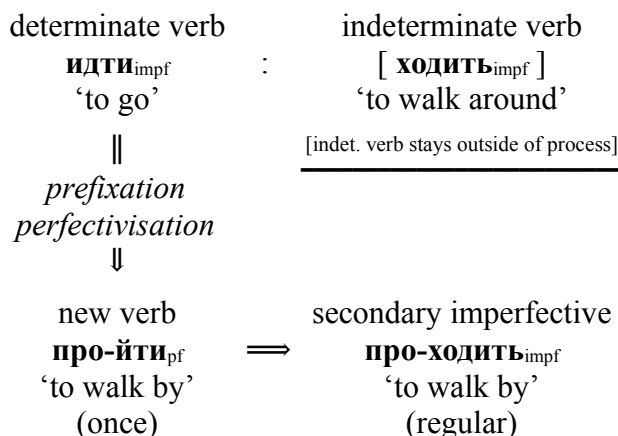 determinate verb indeterminate verb
идтиimpf : [ ходитьimpf ]
‘to go’ ‘to walk around’
‖ [indet. verb stays outside of process]
prefixation
perfectivisation
⇓
new verb secondary imperfective
про-йтиpf ⟹ про-ходитьimpf
‘to walk by’ ‘to walk by’
(once) (regular)